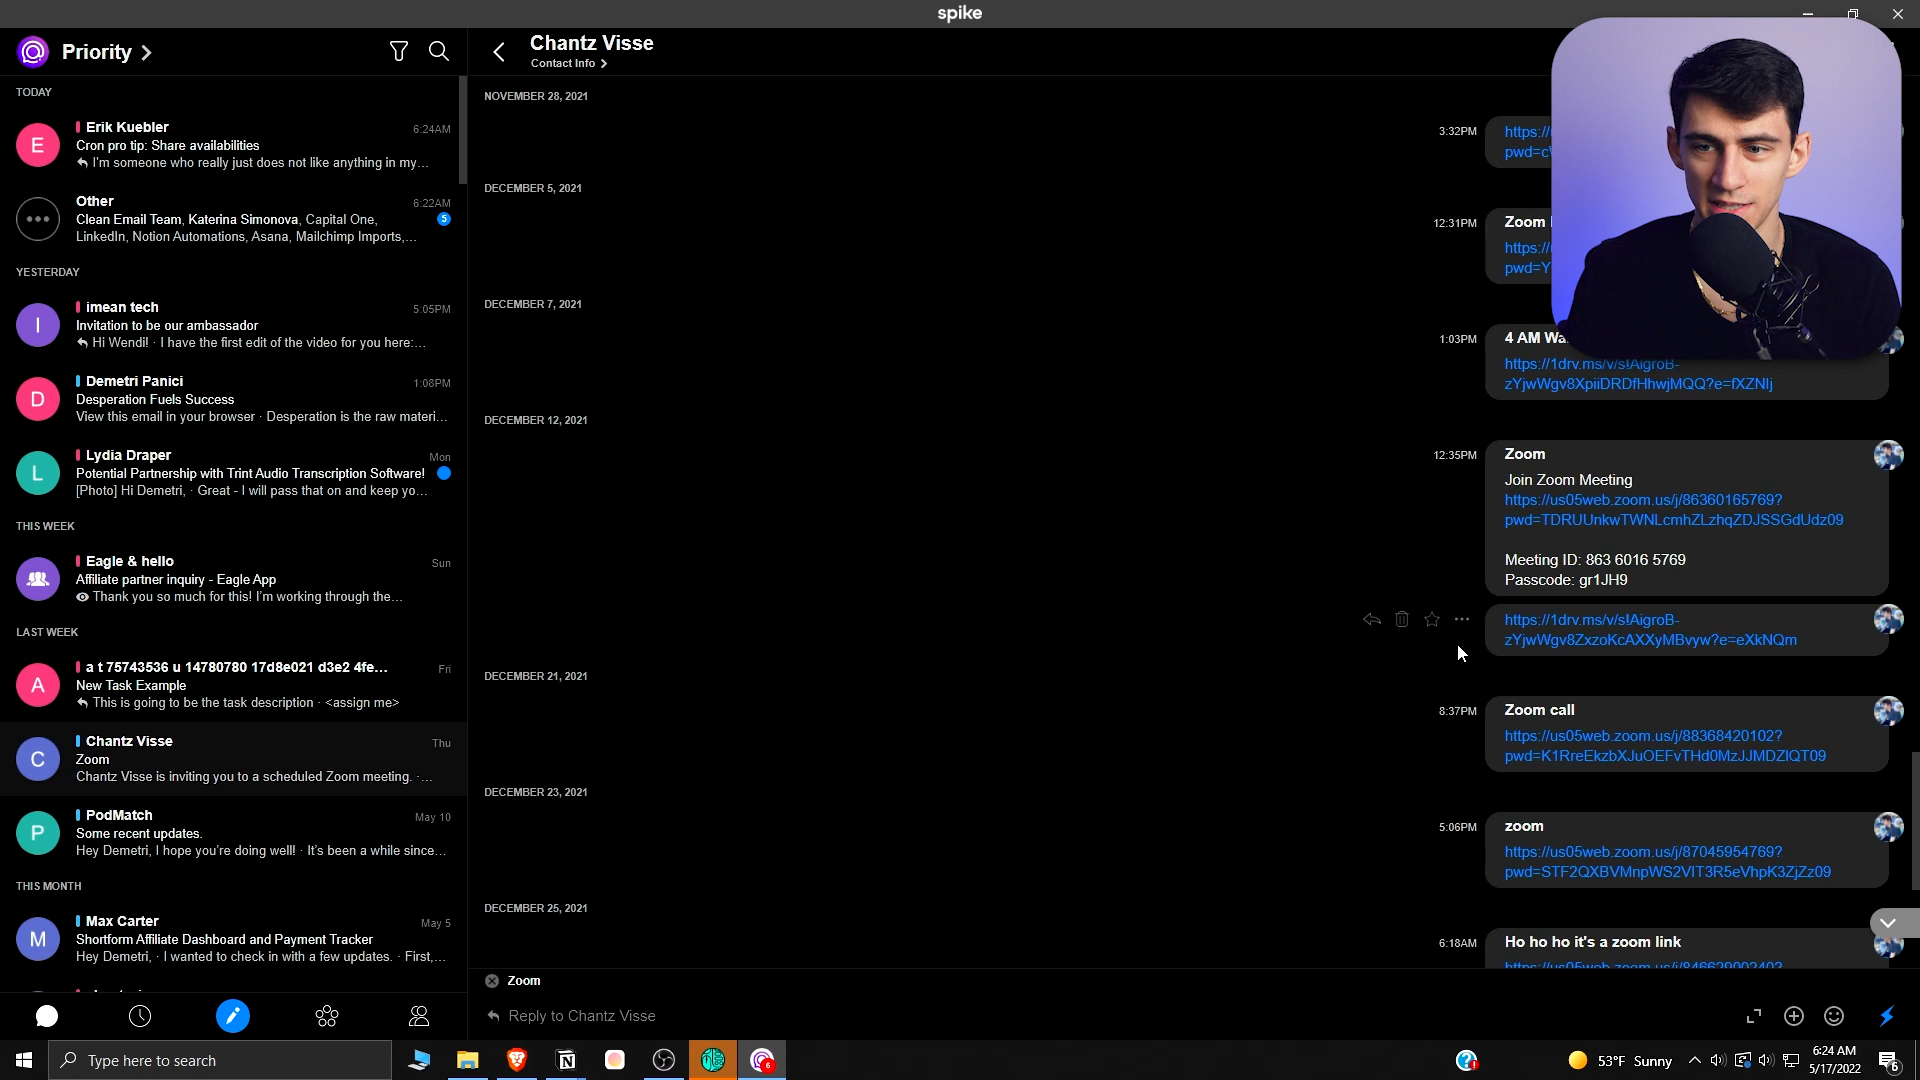 spike
Priority
TODAY
E
Erik Kuebler
6:24AM
Cron pro tip: Share availabilities
I'm someone who really just does not like anything in my...
Other
6:22AM
Clean Email Team, Katerina Simonova, Capital One,
5
LinkedIn, Notion Automations, Asana, Mailchimp Imports,...
YESTERDAY
I
imean tech
5:05PM
Invitation to be our ambassador
Hi Wendi! · I have the first edit of the video for you here:...
D
Demetri Panici
1:08PM
Desperation Fuels Success
View this email in your browser · Desperation is the raw materi...
L
Lydia Draper
Mon
Potential Partnership with Trint Audio Transcription Software!
[Photo] Hi Demetri, · Great - I will pass that on and keep yo...
THIS WEEK
Eagle & hello
Sun
Affiliate partner inquiry - Eagle App
Thank you so much for this! I'm working through the...
LAST WEEK
A
a t 75743536 u 14780780 17d8e021 d3e2 4fe...
Fri
New Task Example
This is going to be the task description · <assign me>
C
Chantz Visse
Thu
Zoom
Chantz Visse is inviting you to a scheduled Zoom meeting. ·...
P
PodMatch
May 10
Some recent updates.
Hey Demetri, I hope you're doing well! · It's been a while since...
THIS MONTH
M
Max Carter
May 5
Shortform Affiliate Dashboard and Payment Tracker
Hey Demetri, · I wanted to check in with a few updates. · First,...
Chantz Visse
Contact Info
NOVEMBER 28, 2021
3:32PM
DECEMBER 5, 2021
12:31PM
Zoom
DECEMBER 7, 2021
1:03PM
4 AM
https://1drv.ms/v/s!AigroB-
zYjwWgv8XpiiDRDfHhwjMQQ?e=fXZNlj
DECEMBER 12, 2021
12:35PM
Zoom
Join Zoom Meeting
https://us05web.zoom.us/j/86360165769?
pwd=TDRUUnkwTWNLcmhZLzhqZDJSSGdUdz09
Meeting ID: 863 6016 5769
Passcode: gr1JH9
https://1drv.ms/v/s!AigroB-
zYjwWgv8ZxzoKcAXXyMBvyw?e=eXkNQm
DECEMBER 21, 2021
8:37PM
Zoom call
https://us05web.zoom.us/j/88368420102?
pwd=K1RreEkzbXJuOEFvTHd0MzJJMDZIQT09
DECEMBER 23, 2021
5:06PM
zoom
https://us05web.zoom.us/j/87045954769?
pwd=STF2QXBVMnpWS2VIT3R5eVhpK3ZjZz09
DECEMBER 25, 2021
6:18AM
Ho ho ho it's a zoom link
Zoom
Reply to Chantz Visse
Type here to search
53°F Sunny
6:24 AM
5/17/2022
6